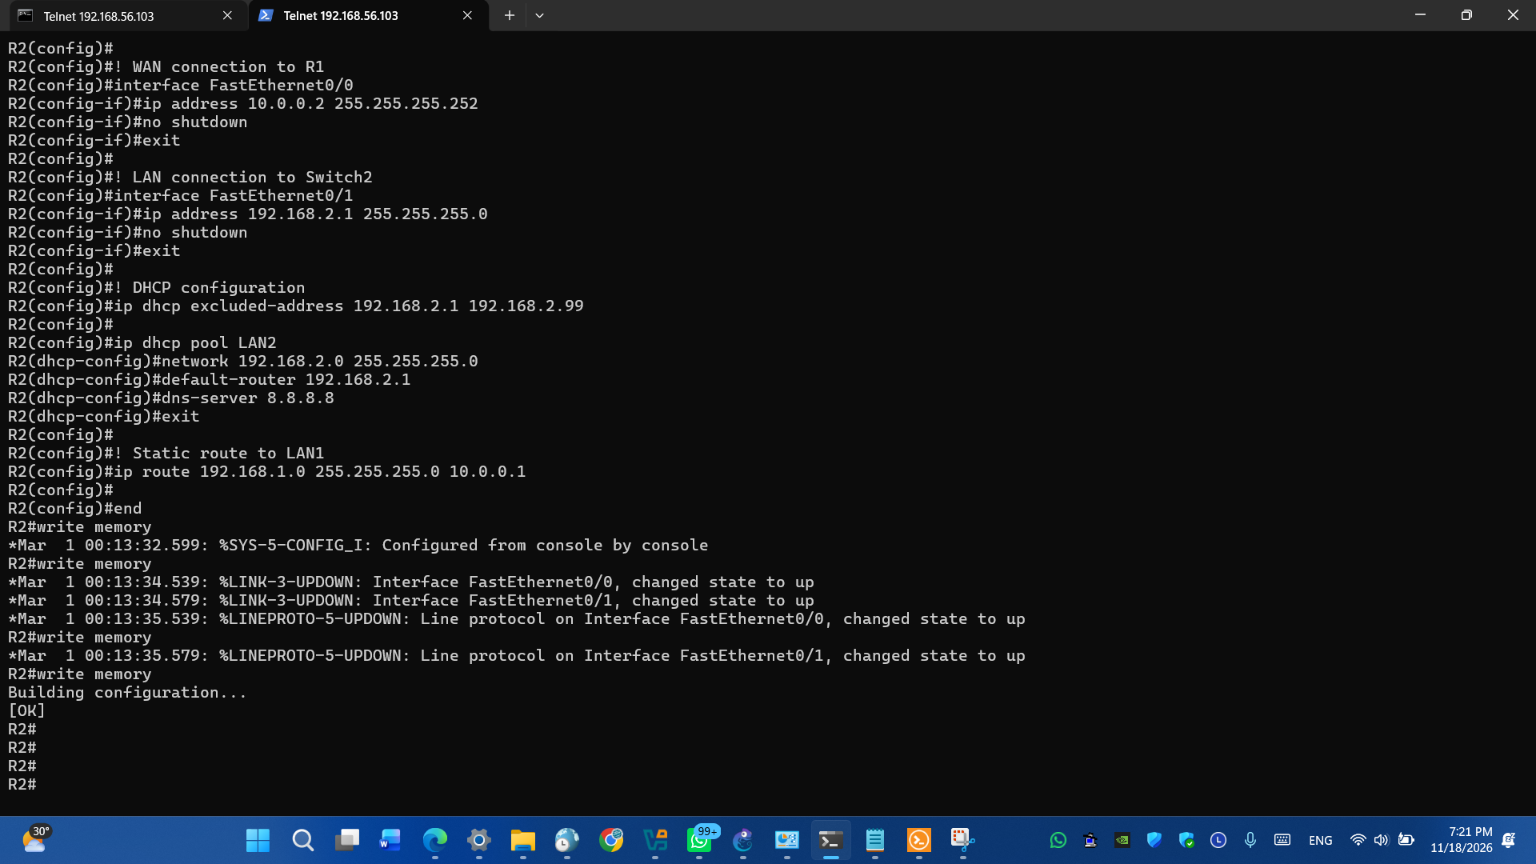 Telnet 192.168.56.103
Telnet 192.168.56.103
R2(config)#
R2(config)#! WAN connection to R1
R2(config)#interface FastEthernet0/0
R2(config-if)#ip address 10.0.0.2 255.255.255.252
R2(config-if)#no shutdown
R2(config-if)#exit
R2(config)#
R2(config)#! LAN connection to Switch2
R2(config)#interface FastEthernet0/1
R2(config-if)#ip address 192.168.2.1 255.255.255.0
R2(config-if)#no shutdown
R2(config-if)#exit
R2(config)#
R2(config)#! DHCP configuration
R2(config)#ip dhcp excluded-address 192.168.2.1 192.168.2.99
R2(config)#
R2(config)#ip dhcp pool LAN2
R2(dhcp-config)#network 192.168.2.0 255.255.255.0
R2(dhcp-config)#default-router 192.168.2.1
R2(dhcp-config)#dns-server 8.8.8.8
R2(dhcp-config)#exit
R2(config)#
R2(config)#! Static route to LAN1
R2(config)#ip route 192.168.1.0 255.255.255.0 10.0.0.1
R2(config)#
R2(config)#end
R2#write memory
*Mar  1 00:13:32.599: %SYS-5-CONFIG_I: Configured from console by console
R2#write memory
*Mar  1 00:13:34.539: %LINK-3-UPDOWN: Interface FastEthernet0/0, changed state to up
*Mar  1 00:13:34.579: %LINK-3-UPDOWN: Interface FastEthernet0/1, changed state to up
*Mar  1 00:13:35.539: %LINEPROTO-5-UPDOWN: Line protocol on Interface FastEthernet0/0, changed state to up
R2#write memory
*Mar  1 00:13:35.579: %LINEPROTO-5-UPDOWN: Line protocol on Interface FastEthernet0/1, changed state to up
R2#write memory
Building configuration...
[OK]
R2#
R2#
R2#
R2#
30°
99+
ENG
7:21 PM
11/18/2026